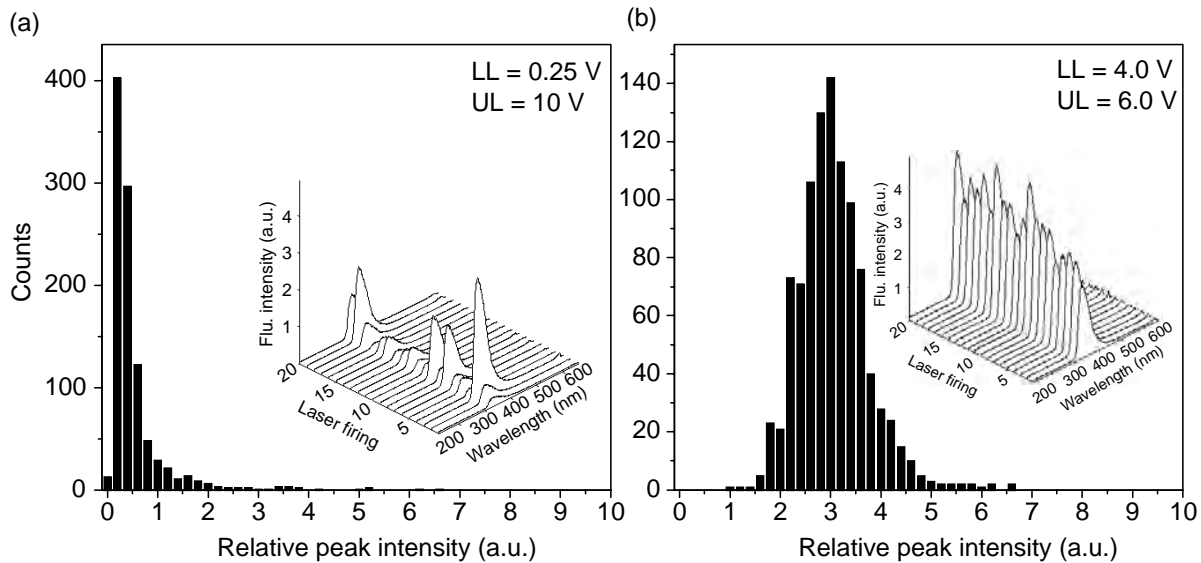 (a)
LL = 0.25 V
UL = 10 V
400
300
200
100
0
Counts
0 1 2 3 4 5 6 7 8 9 10
Relative peak intensity (a.u.)
4
3
2
1
Flu. intensity (a.u.)
20
15
10
5
Laser firing
200 300 400 500 600
Wavelength (nm)
(b)
LL = 4.0 V
UL = 6.0 V
140
120
100
80
60
40
20
0
0 1 2 3 4 5 6 7 8 9 10
Relative peak intensity (a.u.)
4
3
2
1
Flu. intensity (a.u.)
20
15
10
5
Laser firing
200 300 400 500 600
Wavelength (nm)